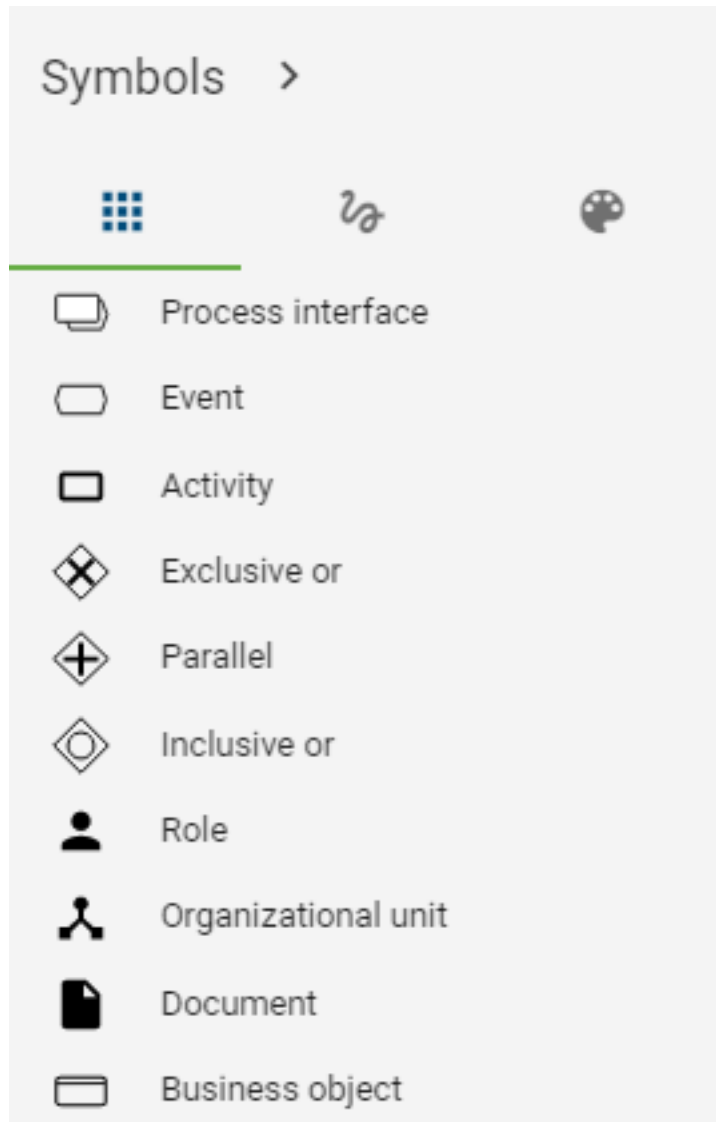 Symbols
Process interface
Event
Activity
Exclusive or
Parallel
Inclusive or
Role
Organizational unit
Document
Business object